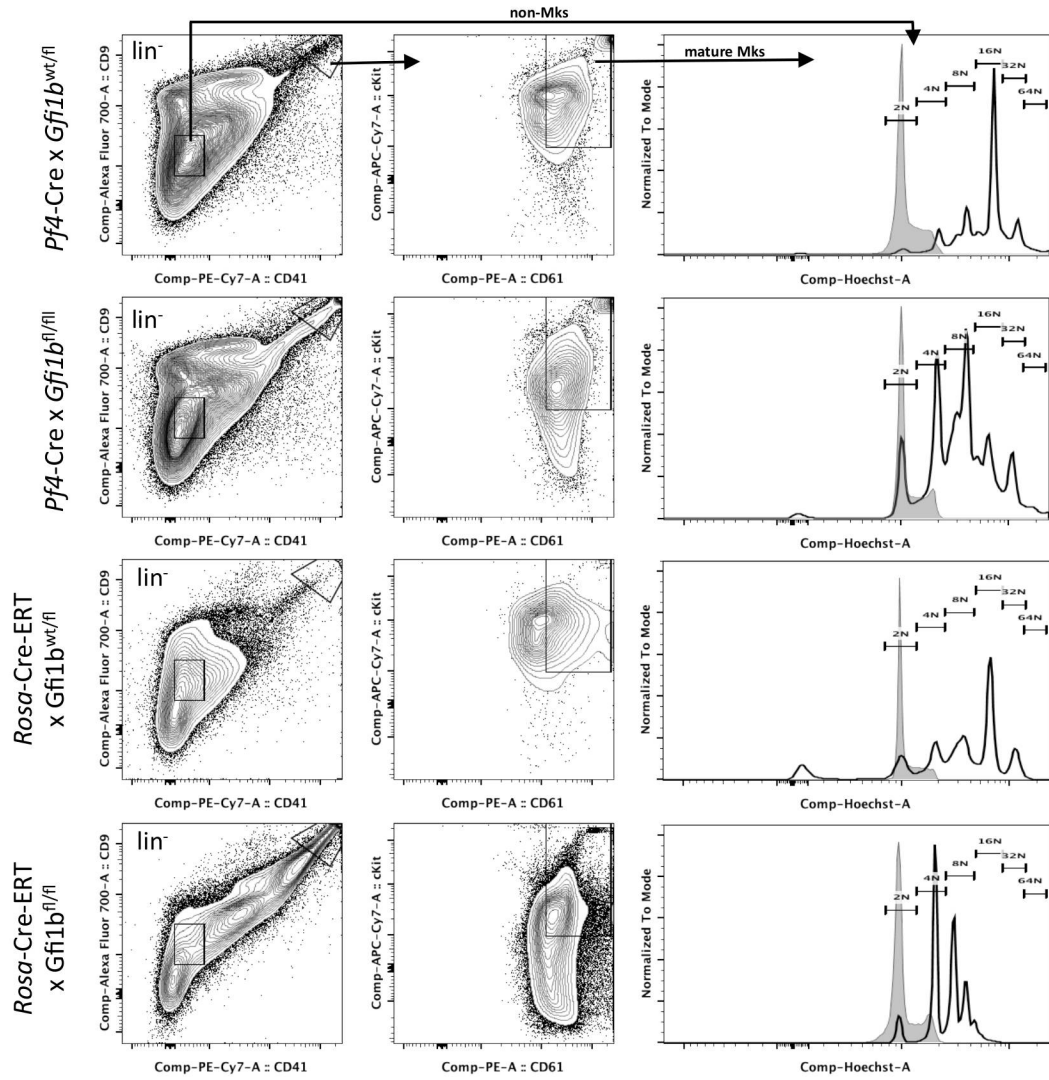 non-Mks
mature Mks
Pf4-Cre x Gfi1b^wt/fl
lin-
Comp-Alexa Fluor 700-A :: CD9
Comp-PE-Cy7-A :: CD41
Comp-APC-Cy7-A :: cKit
Comp-PE-A :: CD61
Normalized To Mode
2N
4N
8N
16N
32N
64N
Comp-Hoechst-A
Pf4-Cre x Gfi1b^fl/fll
lin-
Comp-Alexa Fluor 700-A :: CD9
Comp-PE-Cy7-A :: CD41
Comp-APC-Cy7-A :: cKit
Comp-PE-A :: CD61
Normalized To Mode
2N
4N
8N
16N
32N
64N
Comp-Hoechst-A
Rosa-Cre-ERT
x Gfi1b^wt/fl
lin-
Comp-Alexa Fluor 700-A :: CD9
Comp-PE-Cy7-A :: CD41
Comp-APC-Cy7-A :: cKit
Comp-PE-A :: CD61
Normalized To Mode
2N
4N
8N
16N
32N
64N
Comp-Hoechst-A
Rosa-Cre-ERT
x Gfi1b^fl/fl
lin-
Comp-Alexa Fluor 700-A :: CD9
Comp-PE-Cy7-A :: CD41
Comp-APC-Cy7-A :: cKit
Comp-PE-A :: CD61
Normalized To Mode
2N
4N
8N
16N
32N
64N
Comp-Hoechst-A